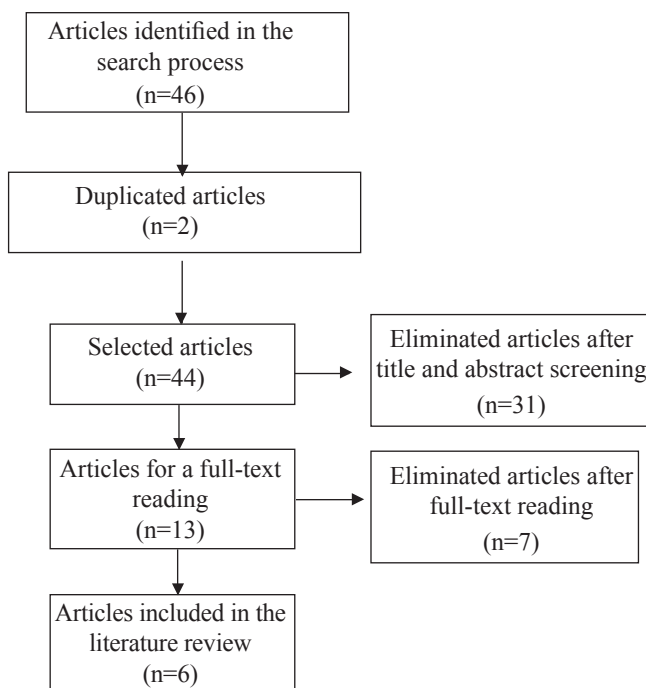 Articles identified in the
search process
(n=46)
Duplicated articles
(n=2)
Selected articles
(n=44)
Eliminated articles after
title and abstract screening
(n=31)
Articles for a full-text
reading
(n=13)
Eliminated articles after
full-text reading
(n=7)
Articles included in the
literature review
(n=6)